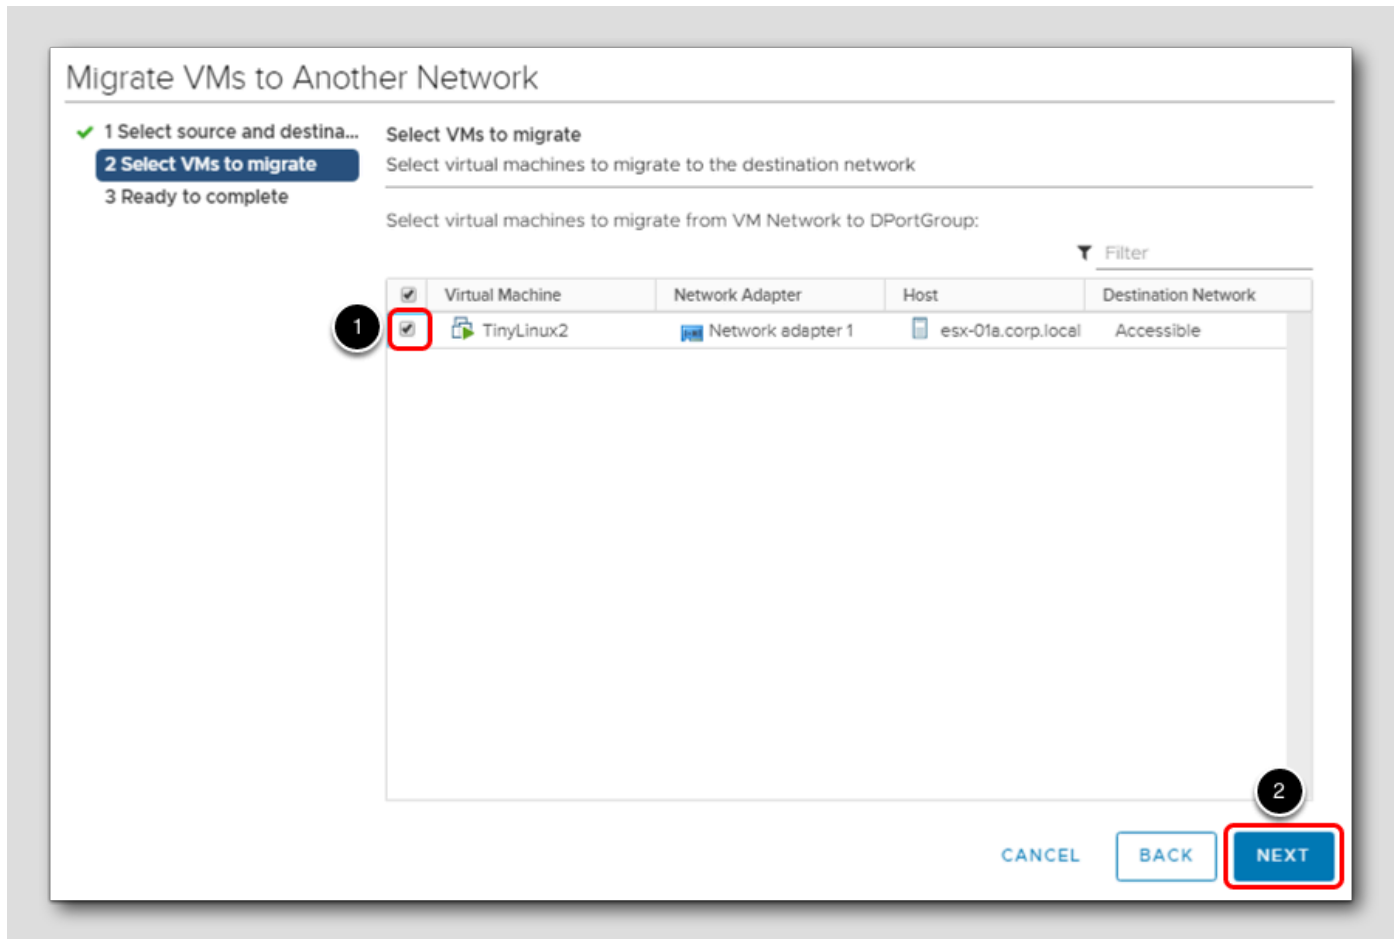 Migrate VMs to Another Network
1 Select source and destina...
2 Select VMs to migrate
3 Ready to complete
Select VMs to migrate
Select virtual machines to migrate to the destination network
Select virtual machines to migrate from VM Network to DPortGroup:
Filter
Virtual Machine Network Adapter Host Destination Network
1 TinyLinux2 Network adapter 1 esx-01a.corp.local Accessible
2
CANCEL BACK NEXT